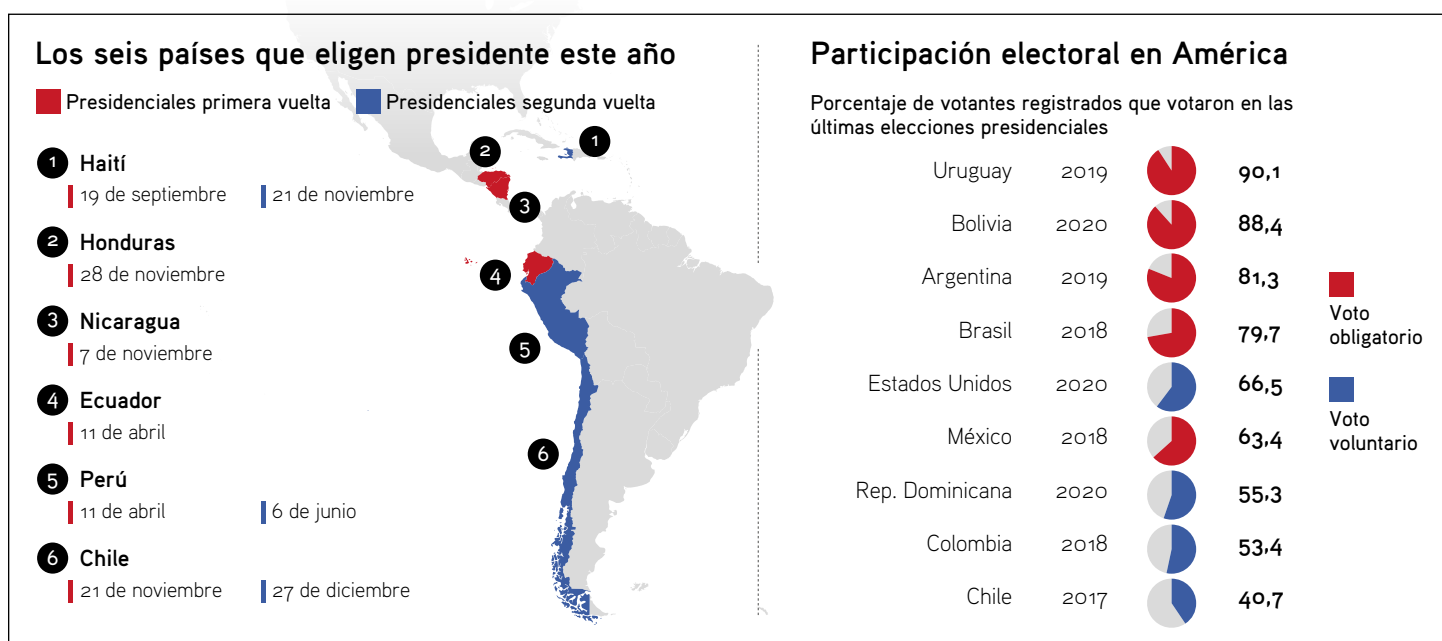 Los seis países que eligen presidente este año
Presidenciales primera vuelta Presidenciales segunda vuelta
1 Haití
19 de septiembre 21 de noviembre
2 Honduras
28 de noviembre
3 Nicaragua
7 de noviembre
4 Ecuador
11 de abril
5 Perú
11 de abril 6 de junio
6 Chile
21 de noviembre 27 de diciembre
1
2
3
4
5
6
Participación electoral en América
Porcentaje de votantes registrados que votaron en las
últimas elecciones presidenciales
Uruguay 2019 90,1
Bolivia 2020 88,4
Argentina 2019 81,3
Brasil 2018 79,7
Estados Unidos 2020 66,5
México 2018 63,4
Rep. Dominicana 2020 55,3
Colombia 2018 53,4
Chile 2017 40,7
Voto
obligatorio
Voto
voluntario